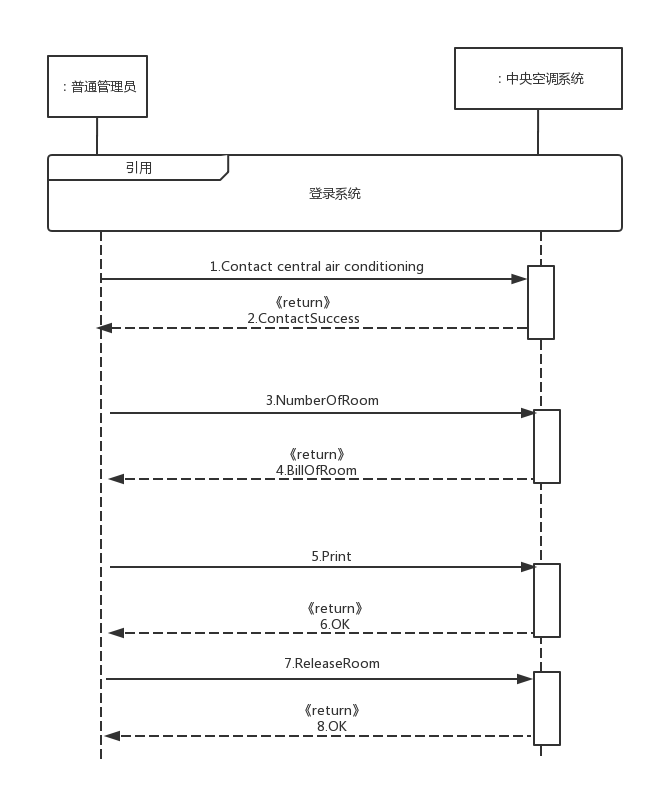 ：普通管理员
：中央空调系统
引用
登录系统
1.Contact central air conditioning
《return》
2.ContactSuccess
3.NumberOfRoom
《return》
4.BillOfRoom
5.Print
《return》
6.OK
7.ReleaseRoom
《return》
8.OK